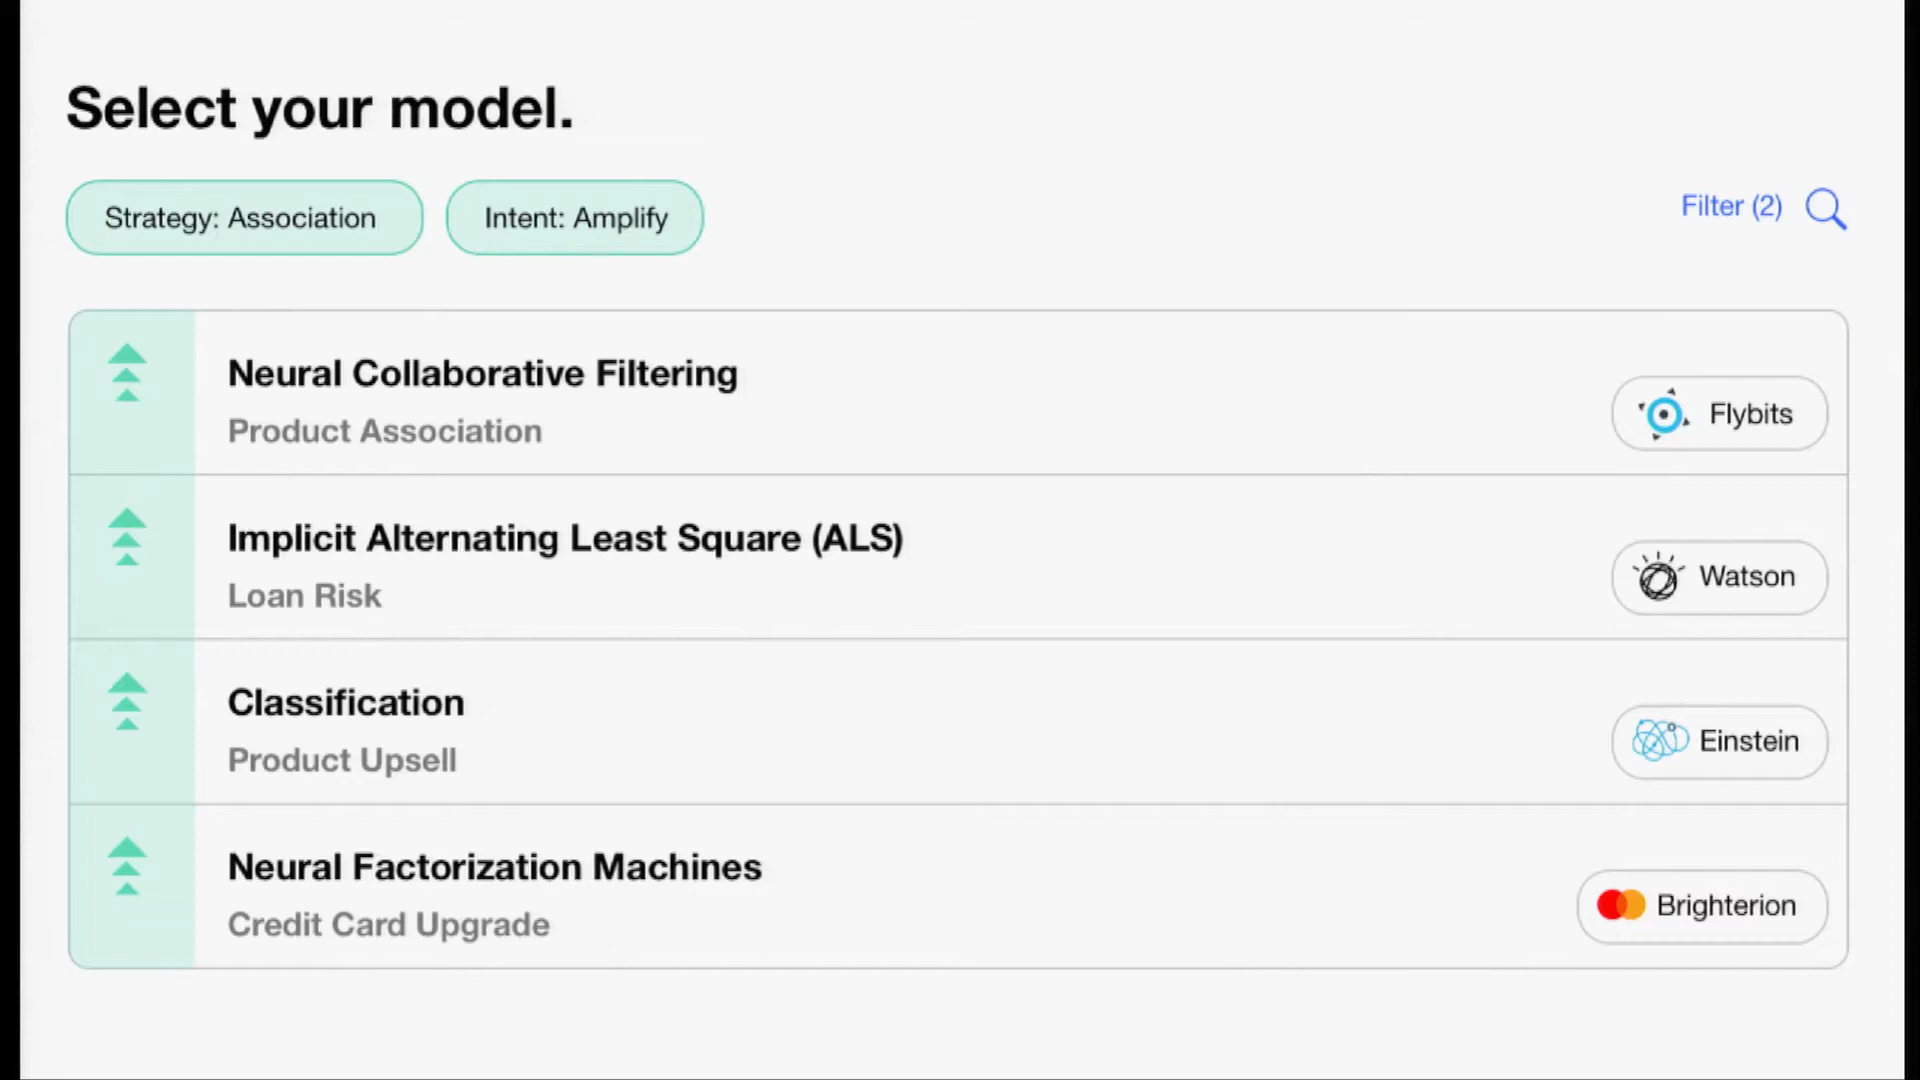 Select your model.
Strategy: Association
Intent: Amplify
Filter (2)
Neural Collaborative Filtering
Product Association
Flybits
Implicit Alternating Least Square (ALS)
Loan Risk
Watson
Classification
Product Upsell
Einstein
Neural Factorization Machines
Credit Card Upgrade
Brighterion